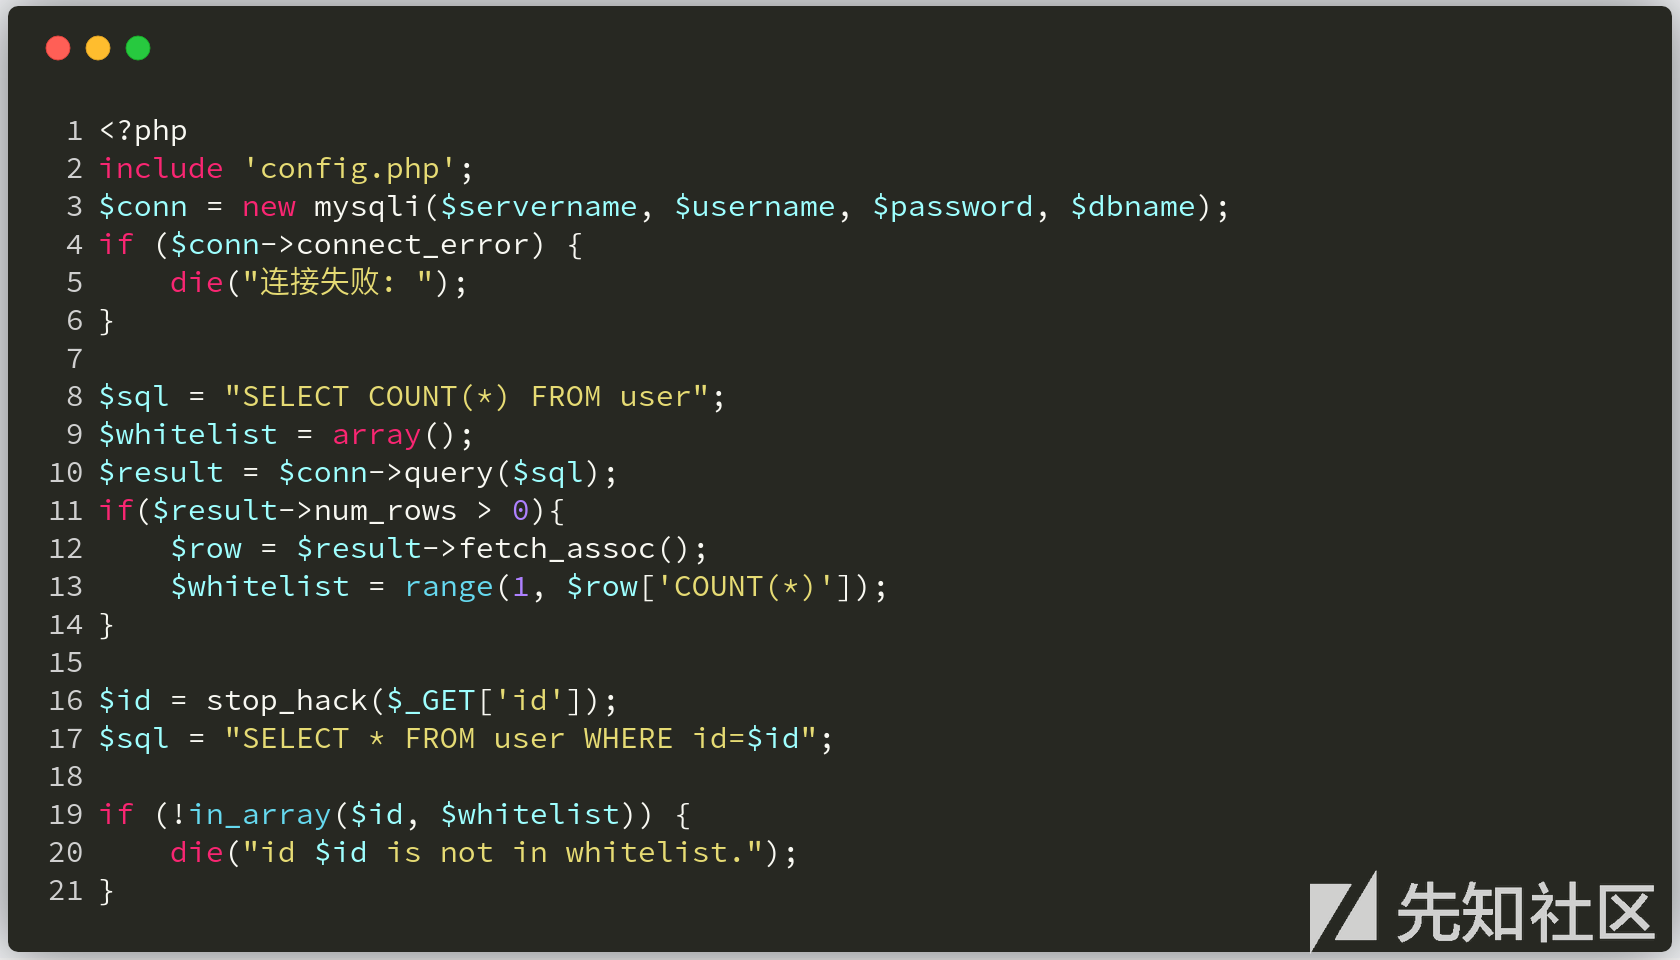 1 <?php
2 include 'config.php';
3 $conn = new mysqli($servername, $username, $password, $dbname);
4 if ($conn->connect_error) {
5     die("连接失败: ");
6 }
7
8 $sql = "SELECT COUNT(*) FROM user";
9 $whitelist = array();
10 $result = $conn->query($sql);
11 if($result->num_rows > 0){
12     $row = $result->fetch_assoc();
13     $whitelist = range(1, $row['COUNT(*)']);
14 }
15
16 $id = stop_hack($_GET['id']);
17 $sql = "SELECT * FROM user WHERE id=$id";
18
19 if (!in_array($id, $whitelist)) {
20     die("id $id is not in whitelist.");
21 }
先知社区